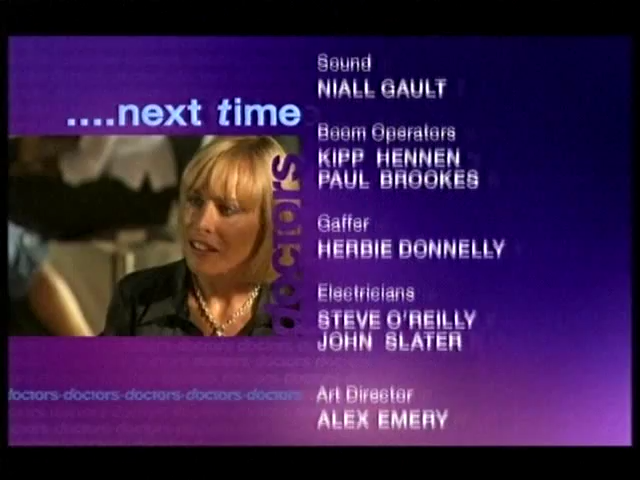 ....next time
doctors
doctors-doctors-doctors-doctors-doctors
Sound
NIALL GAULT
Boom Operators
KIPP HENNEN
PAUL BROOKES
Gaffer
HERBIE DONNELLY
Electricians
STEVE O'REILLY
JOHN SLATER
Art Director
ALEX EMERY